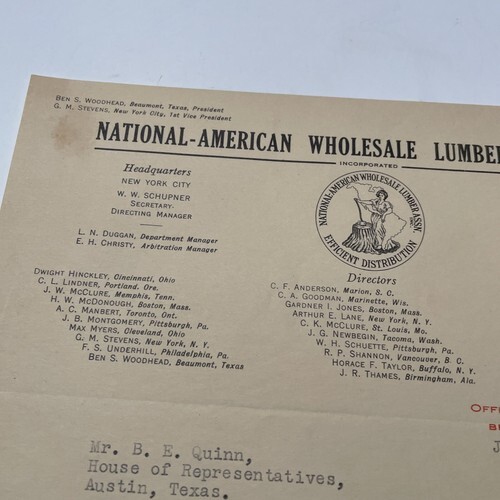 BEN S. WOODHEAD, Beaumont, Texas, President
G. M. STEVENS, New York City, 1st Vice President
NATIONAL-AMERICAN WHOLESALE LUMBER
INCORPORATED
Headquarters
NEW YORK CITY
W. W. SCHUPNER
SECRETARY-
DIRECTING MANAGER
L. N. DUGGAN, Department Manager
E. H. CHRISTY, Arbitration Manager
NATIONAL-AMERICAN WHOLESALE LUMBER ASSN. INC.
EFFICIENT DISTRIBUTION
Directors
DWIGHT HINCKLEY, Cincinnati, Ohio
C. L. LINDNER, Portland, Ore.
J. W. MCCLURE, Memphis, Tenn.
H. W. MCDONOUGH, Boston, Mass.
A. C. MANBERT, Toronto, Ont.
J. B. MONTGOMERY, Pittsburgh, Pa.
MAX MYERS, Cleveland, Ohio
G. M. STEVENS, New York, N. Y.
F. S. UNDERHILL, Philadelphia, Pa.
BEN S. WOODHEAD, Beaumont, Texas
C. F. ANDERSON, Marion, S. C.
C. A. GOODMAN, Marinette, Wis.
GARDNER I. JONES, Boston, Mass.
ARTHUR E. LANE, New York, N. Y.
C. K. MCCLURE, St. Louis, Mo.
J. G. NEWBEGIN, Tacoma, Wash.
W. H. SCHUETTE, Pittsburgh, Pa.
R. P. SHANNON, Vancouver, B. C.
HORACE F. TAYLOR, Buffalo, N. Y.
J. R. THAMES, Birmingham, Ala.
OFF
BE
J
Mr. B. E. Quinn,
House of Representatives,
Austin, Texas.